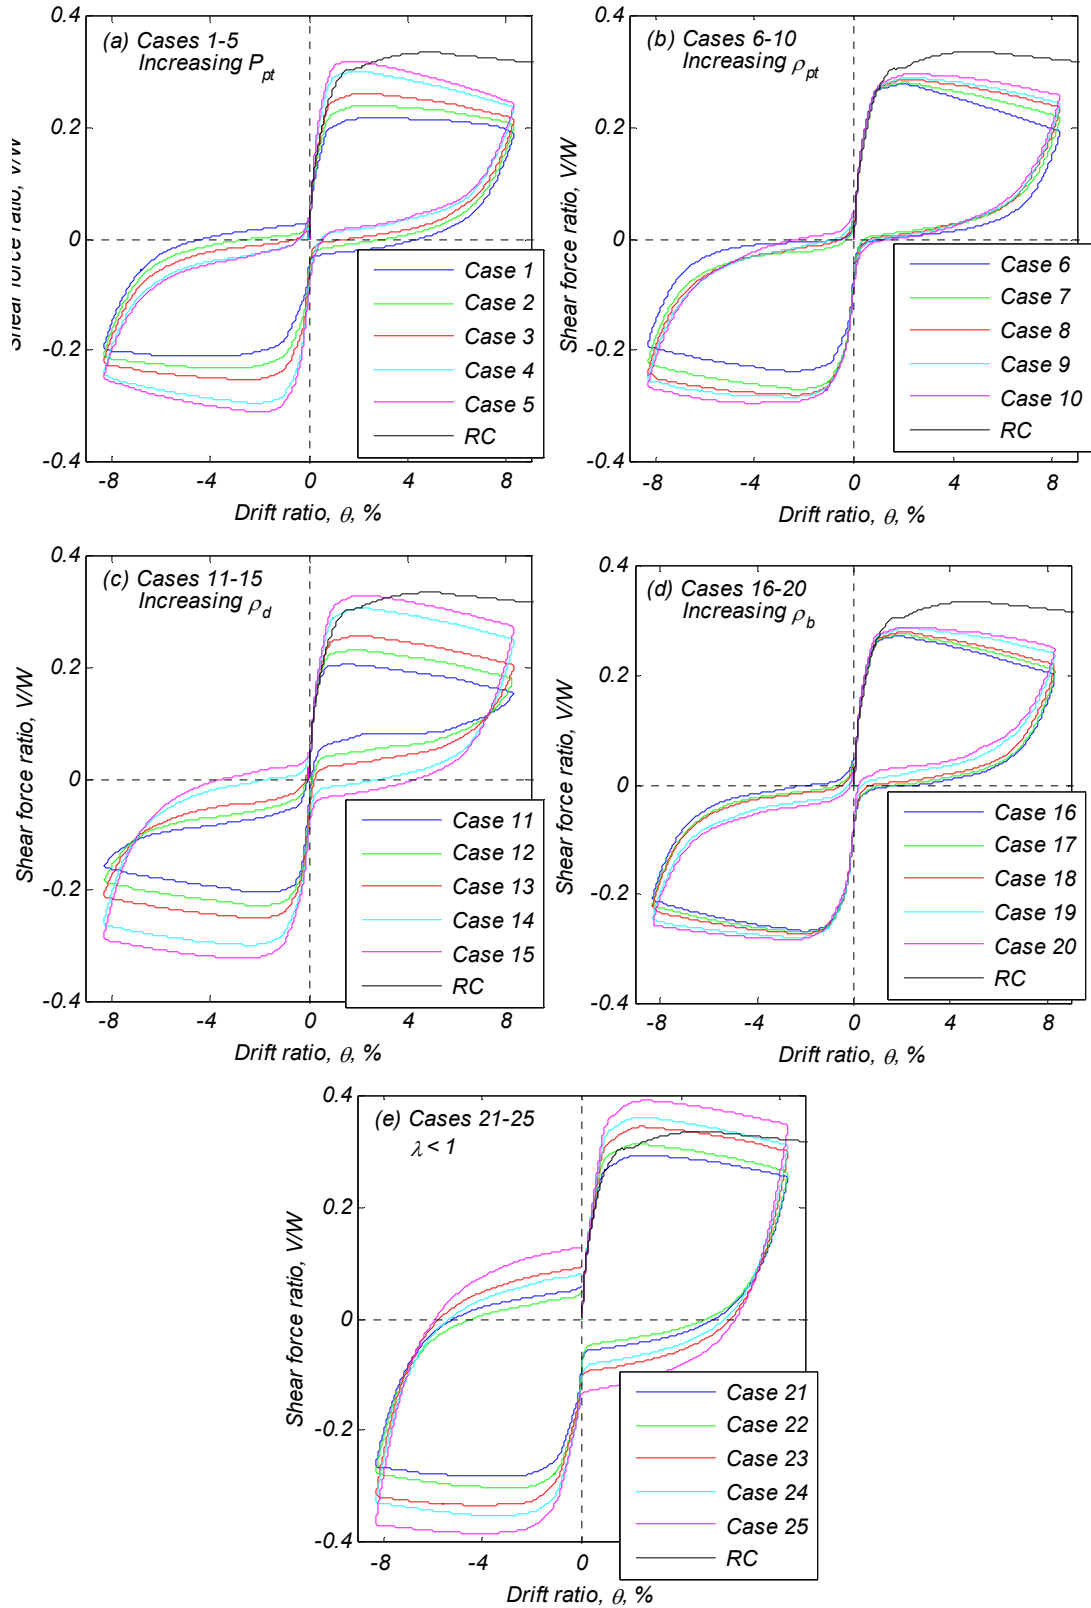 (a) Cases 1-5
Increasing P_pt
0.4
0.2
0
-0.2
-0.4
Shear force ratio, V/W
-8
-4
0
4
8
Drift ratio, θ, %
Case 1
Case 2
Case 3
Case 4
Case 5
RC
(b) Cases 6-10
Increasing ρ_pt
0.4
0.2
0
-0.2
-0.4
Shear force ratio, V/W
-8
-4
0
4
8
Drift ratio, θ, %
Case 6
Case 7
Case 8
Case 9
Case 10
RC
(c) Cases 11-15
Increasing ρ_d
0.4
0.2
0
-0.2
-0.4
Shear force ratio, V/W
-8
-4
0
4
8
Drift ratio, θ, %
Case 11
Case 12
Case 13
Case 14
Case 15
RC
(d) Cases 16-20
Increasing ρ_b
0.4
0.2
0
-0.2
-0.4
Shear force ratio, V/W
-8
-4
0
4
8
Drift ratio, θ, %
Case 16
Case 17
Case 18
Case 19
Case 20
RC
(e) Cases 21-25
λ < 1
0.4
0.2
0
-0.2
-0.4
Shear force ratio, V/W
-8
-4
0
Drift ratio, θ, %
Case 21
Case 22
Case 23
Case 24
Case 25
RC